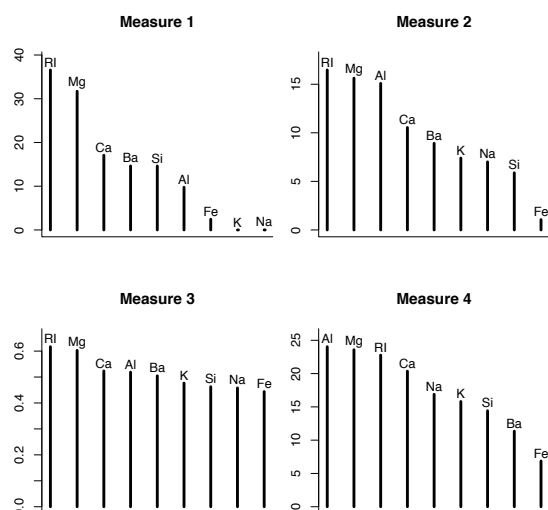 Measure 1
40
30
20
10
0
RI
Mg
Ca
Ba
Si
Al
Fe
K
Na
Measure 2
15
10
5
0
RI
Mg
Al
Ca
Ba
K
Na
Si
Fe
Measure 3
0.6
0.4
0.2
0.0
RI
Mg
Ca
Al
Ba
K
Si
Na
Fe
Measure 4
25
20
15
10
5
0
Al
Mg
RI
Ca
Na
K
Si
Ba
Fe